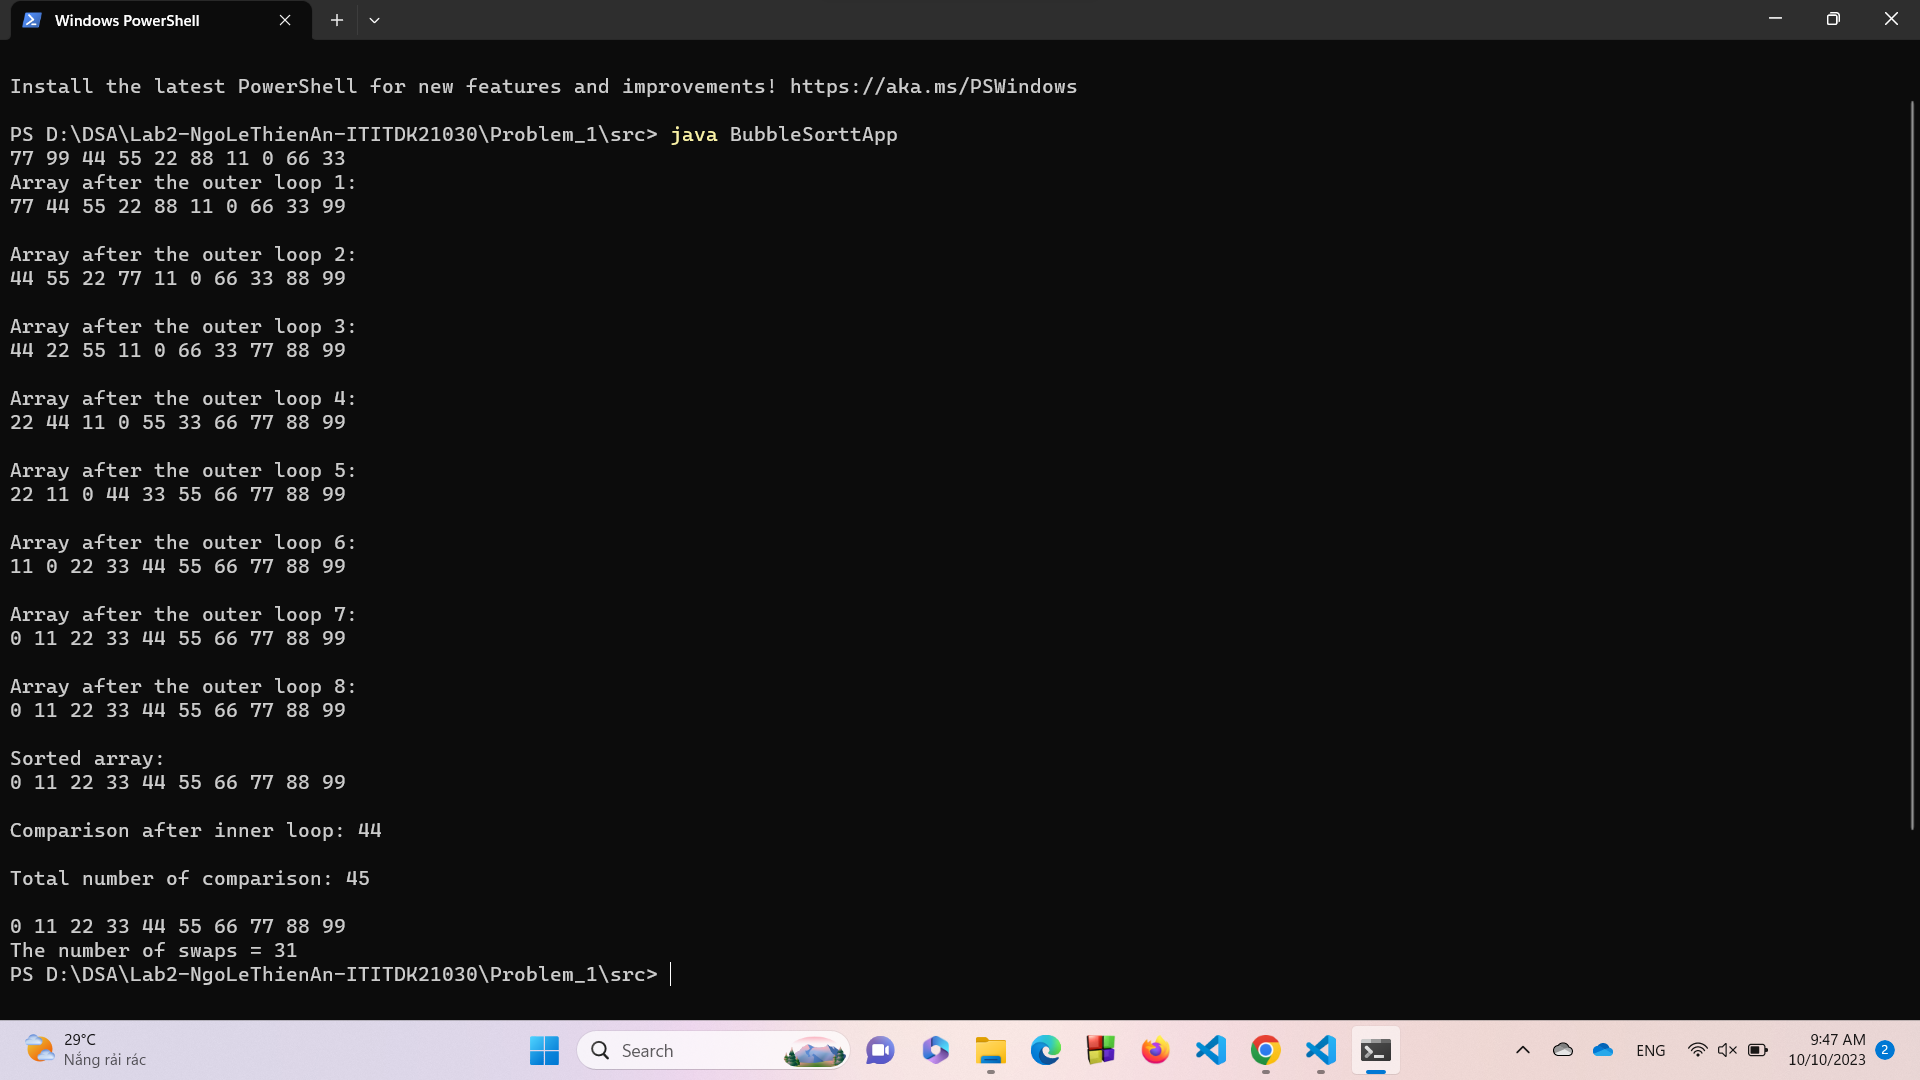 Windows PowerShell
Install the latest PowerShell for new features and improvements! https://aka.ms/PSWindows
PS D:\DSA\Lab2-NgoLeThienAn-ITITDK21030\Problem_1\src> java BubbleSorttApp
77 99 44 55 22 88 11 0 66 33
Array after the outer loop 1:
77 44 55 22 88 11 0 66 33 99
Array after the outer loop 2:
44 55 22 77 11 0 66 33 88 99
Array after the outer loop 3:
44 22 55 11 0 66 33 77 88 99
Array after the outer loop 4:
22 44 11 0 55 33 66 77 88 99
Array after the outer loop 5:
22 11 0 44 33 55 66 77 88 99
Array after the outer loop 6:
11 0 22 33 44 55 66 77 88 99
Array after the outer loop 7:
0 11 22 33 44 55 66 77 88 99
Array after the outer loop 8:
0 11 22 33 44 55 66 77 88 99
Sorted array:
0 11 22 33 44 55 66 77 88 99
Comparison after inner loop: 44
Total number of comparison: 45
0 11 22 33 44 55 66 77 88 99
The number of swaps = 31
PS D:\DSA\Lab2-NgoLeThienAn-ITITDK21030\Problem_1\src>
29°C
Nắng rải rác
Search
ENG
9:47 AM
10/10/2023
2